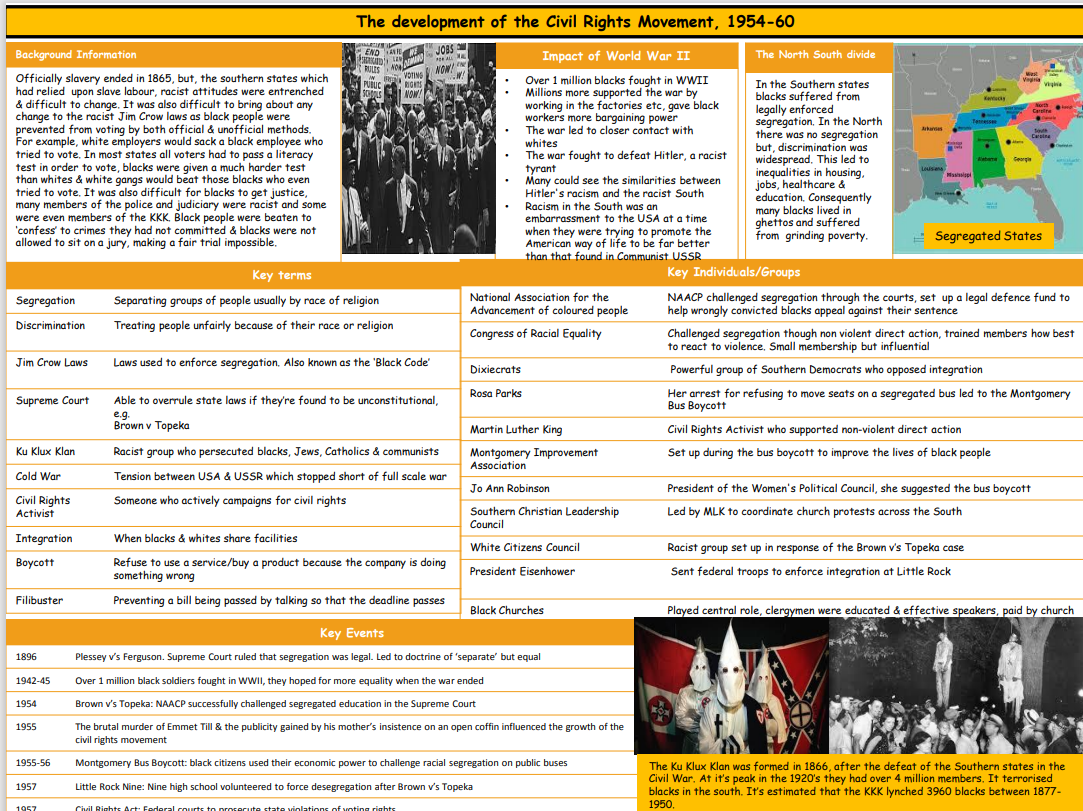 The development of the Civil Rights Movement, 1954-60
Background Information
Officially slavery ended in 1865, but, the southern states which
had relied upon slave labour, racist attitudes were entrenched
& difficult to change. It was also difficult to bring about any
change to the racist Jim Crow laws as black people were
prevented from voting by both official & unofficial methods.
For example, white employers would sack a black employee who
tried to vote. In most states all voters had to pass a literacy
test in order to vote, blacks were given a much harder test
than whites & white gangs would beat those blacks who even
tried to vote. It was also difficult for blacks to get justice,
many members of the police and judiciary were racist and some
were even members of the KKK. Black people were beaten to
'confess' to crimes they had not committed & blacks were not
allowed to sit on a jury, making a fair trial impossible.
END
SEGREGATED
RULES
IN
PUBLIC
SCHOOLS
VOTING
RIGHTS
NOW!
JOBS
Impact of World War II
• Over 1 million blacks fought in WWII
• Millions more supported the war by
working in the factories etc, gave black
workers more bargaining power
• The war led to closer contact with
whites
• The war fought to defeat Hitler, a racist
tyrant
• Many could see the similarities between
Hitler's racism and the racist South
• Racism in the South was an
embarrassment to the USA at a time
when they were trying to promote the
American way of life to be far better
than that found in Communist USSR
The North South divide
In the Southern states
blacks suffered from
legally enforced
segregation. In the North
there was no segregation
but, discrimination was
widespread. This led to
inequalities in housing,
jobs, healthcare &
education. Consequently
many blacks lived in
ghettos and suffered
from grinding poverty.
West
Virginia
Virginia
Kentucky
North
Carolina
Tennessee
Arkansas
South
Carolina
Alabama
Georgia
Mississippi
Louisiana
Segregated States
Key terms
Segregation Separating groups of people usually by race of religion
Discrimination Treating people unfairly because of their race or religion
Jim Crow Laws Laws used to enforce segregation. Also known as the 'Black Code'
Supreme Court Able to overrule state laws if they're found to be unconstitutional,
e.g.
Brown v Topeka
Ku Klux Klan Racist group who persecuted blacks, Jews, Catholics & communists
Cold War Tension between USA & USSR which stopped short of full scale war
Civil Rights Someone who actively campaigns for civil rights
Activist
Integration When blacks & whites share facilities
Boycott Refuse to use a service/buy a product because the company is doing
something wrong
Filibuster Preventing a bill being passed by talking so that the deadline passes
Key Individuals/Groups
National Association for the NAACP challenged segregation through the courts, set up a legal defence fund to
Advancement of coloured people help wrongly convicted blacks appeal against their sentence
Congress of Racial Equality Challenged segregation though non violent direct action, trained members how best
to react to violence. Small membership but influential
Dixiecrats Powerful group of Southern Democrats who opposed integration
Rosa Parks Her arrest for refusing to move seats on a segregated bus led to the Montgomery
Bus Boycott
Martin Luther King Civil Rights Activist who supported non-violent direct action
Montgomery Improvement Set up during the bus boycott to improve the lives of black people
Association
Jo Ann Robinson President of the Women's Political Council, she suggested the bus boycott
Southern Christian Leadership Led by MLK to coordinate church protests across the South
Council
White Citizens Council Racist group set up in response of the Brown v's Topeka case
President Eisenhower Sent federal troops to enforce integration at Little Rock
Black Churches Played central role, clergymen were educated & effective speakers, paid by church
Key Events
1896 Plessey v's Ferguson. Supreme Court ruled that segregation was legal. Led to doctrine of 'separate' but equal
1942-45 Over 1 million black soldiers fought in WWII, they hoped for more equality when the war ended
1954 Brown v's Topeka: NAACP successfully challenged segregated education in the Supreme Court
1955 The brutal murder of Emmet Till & the publicity gained by his mother's insistence on an open coffin influenced the growth of the
civil rights movement
1955-56 Montgomery Bus Boycott: black citizens used their economic power to challenge racial segregation on public buses
1957 Little Rock Nine: Nine high school volunteered to force desegregation after Brown v's Topeka
1957 Civil Rights Act: Federal courts to prosecute state violations of voting rights
The Ku Klux Klan was formed in 1866, after the defeat of the Southern states in the
Civil War. At it's peak in the 1920's they had over 4 million members. It terrorised
blacks in the south. It's estimated that the KKK lynched 3960 blacks between 1877-
1950.